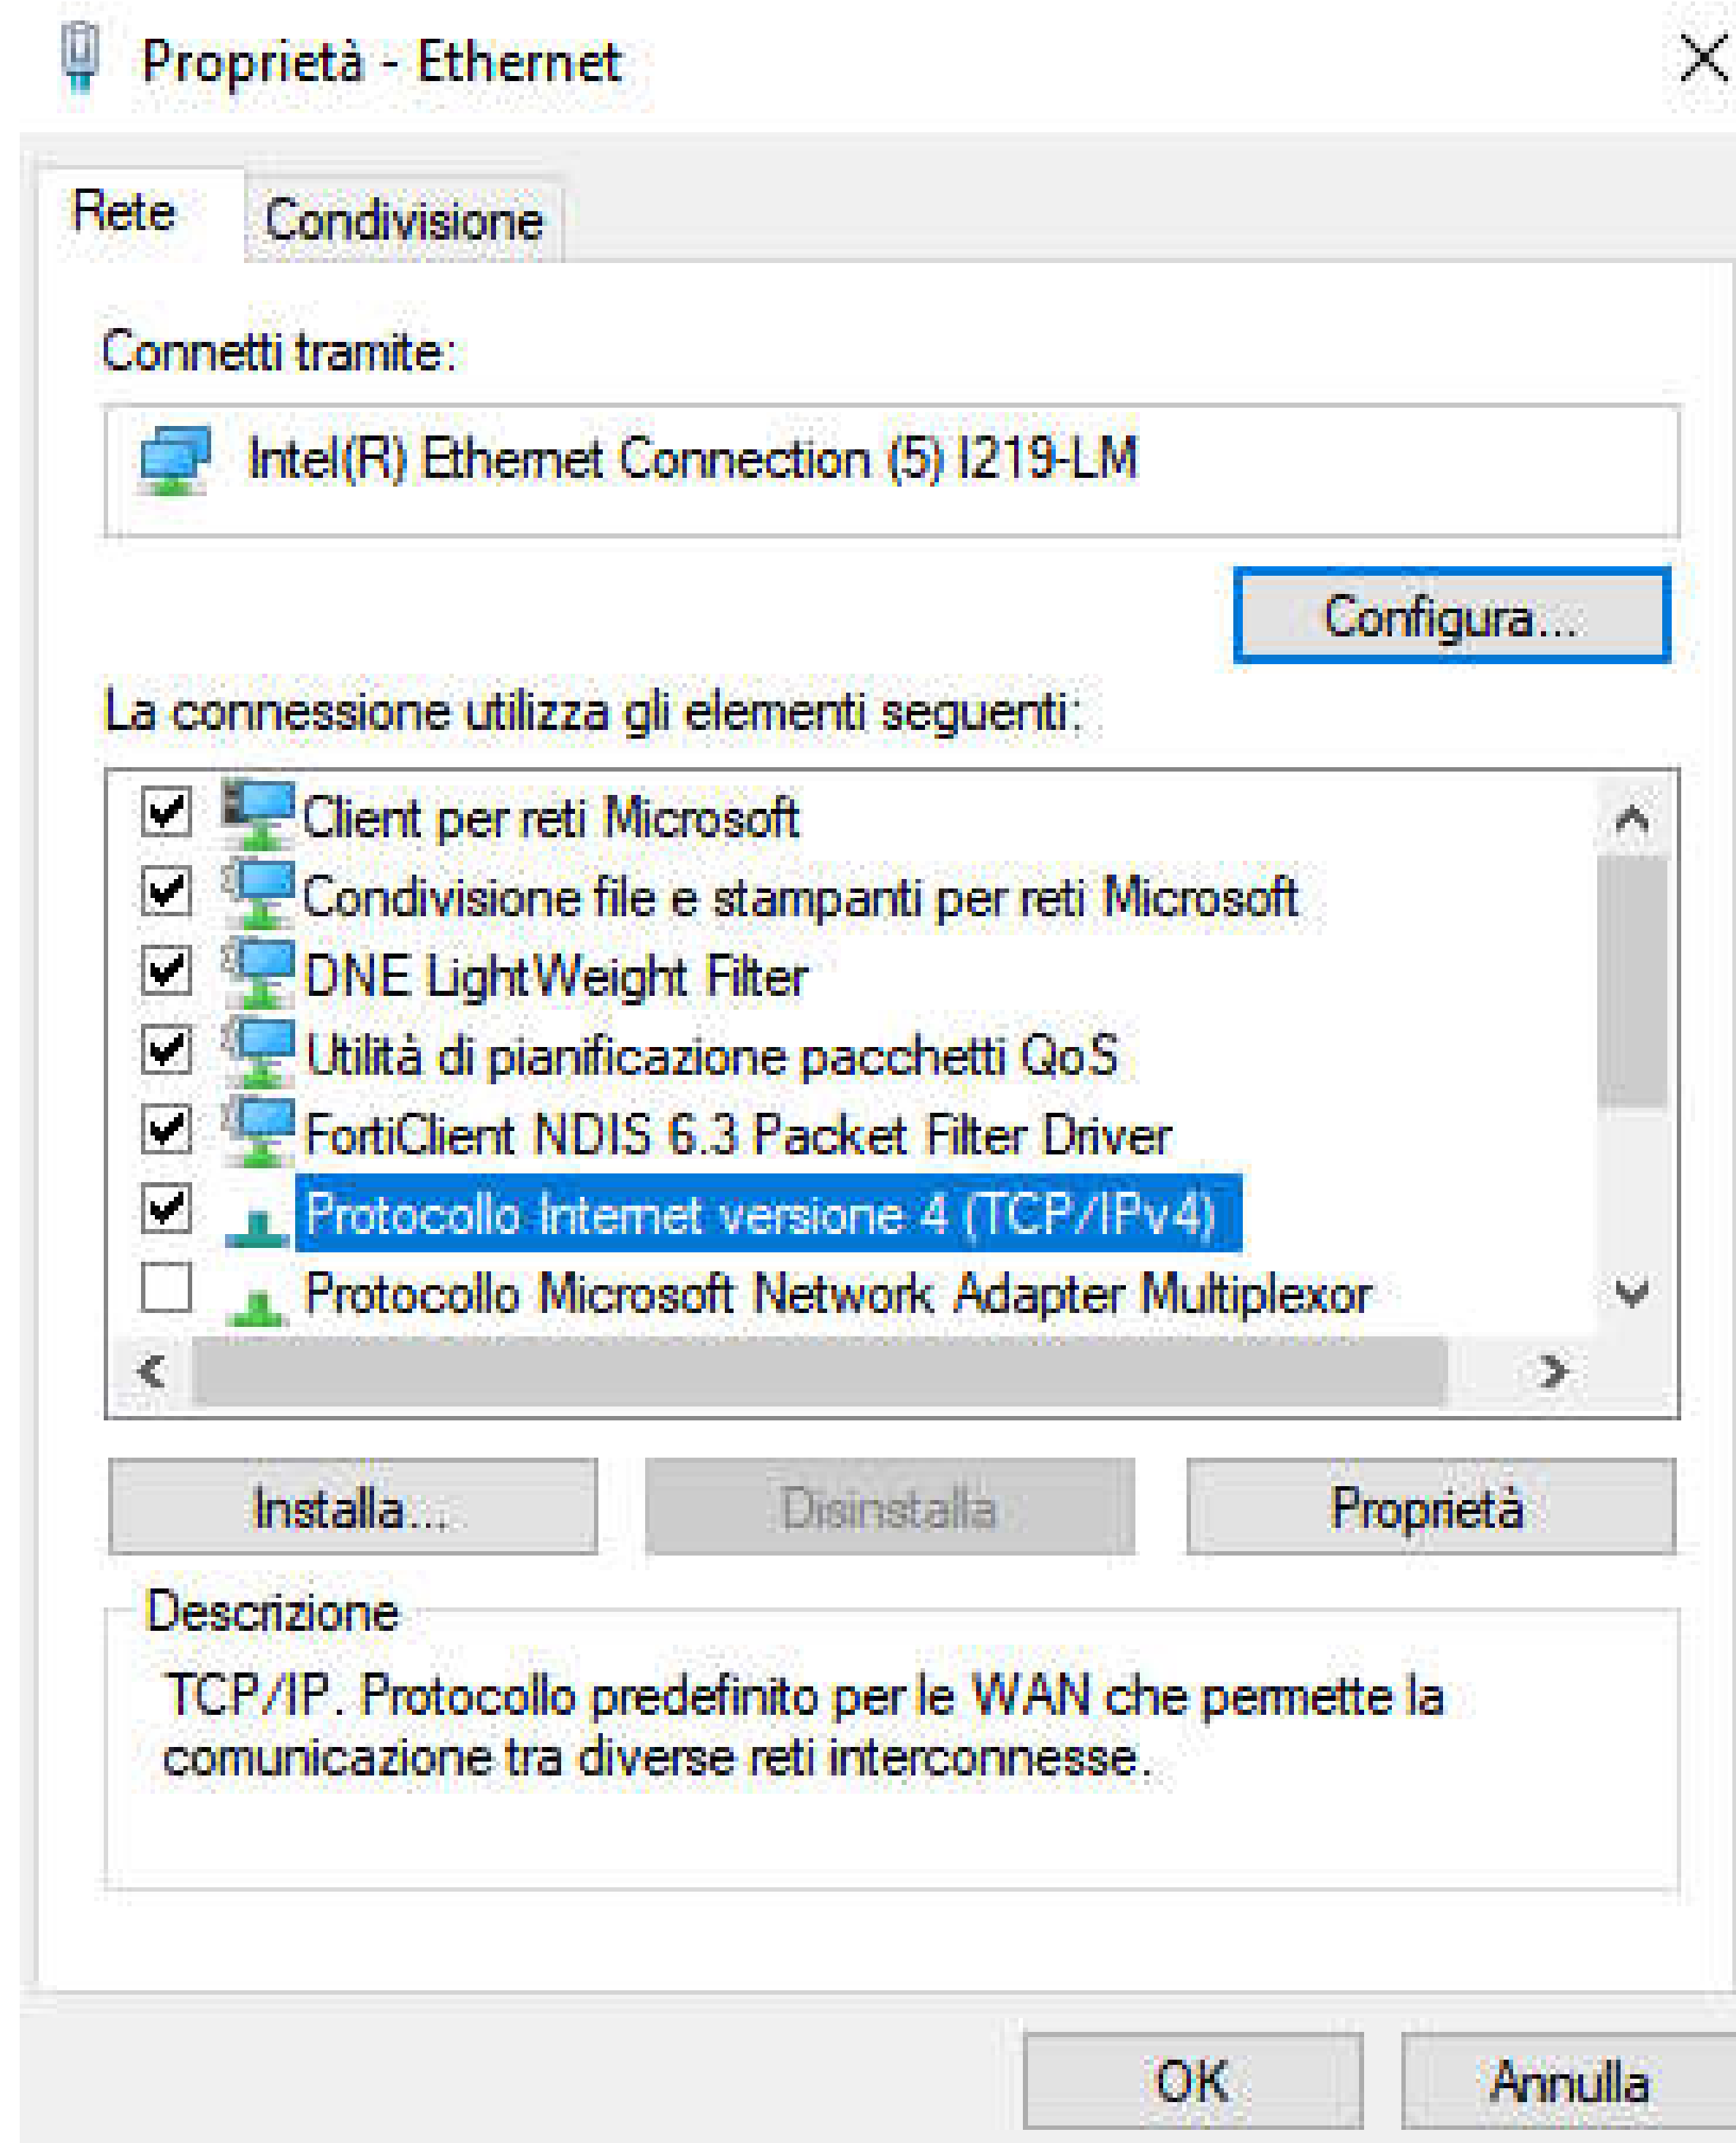 Proprietà - Ethernet
Rete
Condivisione
Connetti tramite:
Intel(R) Ethernet Connection (5) I219-LM
Configura...
La connessione utilizza gli elementi seguenti:
Client per reti Microsoft
Condivisione file e stampanti per reti Microsoft
DNE LightWeight Filter
Utilità di pianificazione pacchetti QoS
FortiClient NDIS 6.3 Packet Filter Driver
Protocollo Internet versione 4 (TCP/IPv4)
Protocollo Microsoft Network Adapter Multiplexor
Installa...
Disinstalla
Proprietà
Descrizione
TCP/IP. Protocollo predefinito per le WAN che permette la
comunicazione tra diverse reti interconnesse.
OK
Annulla